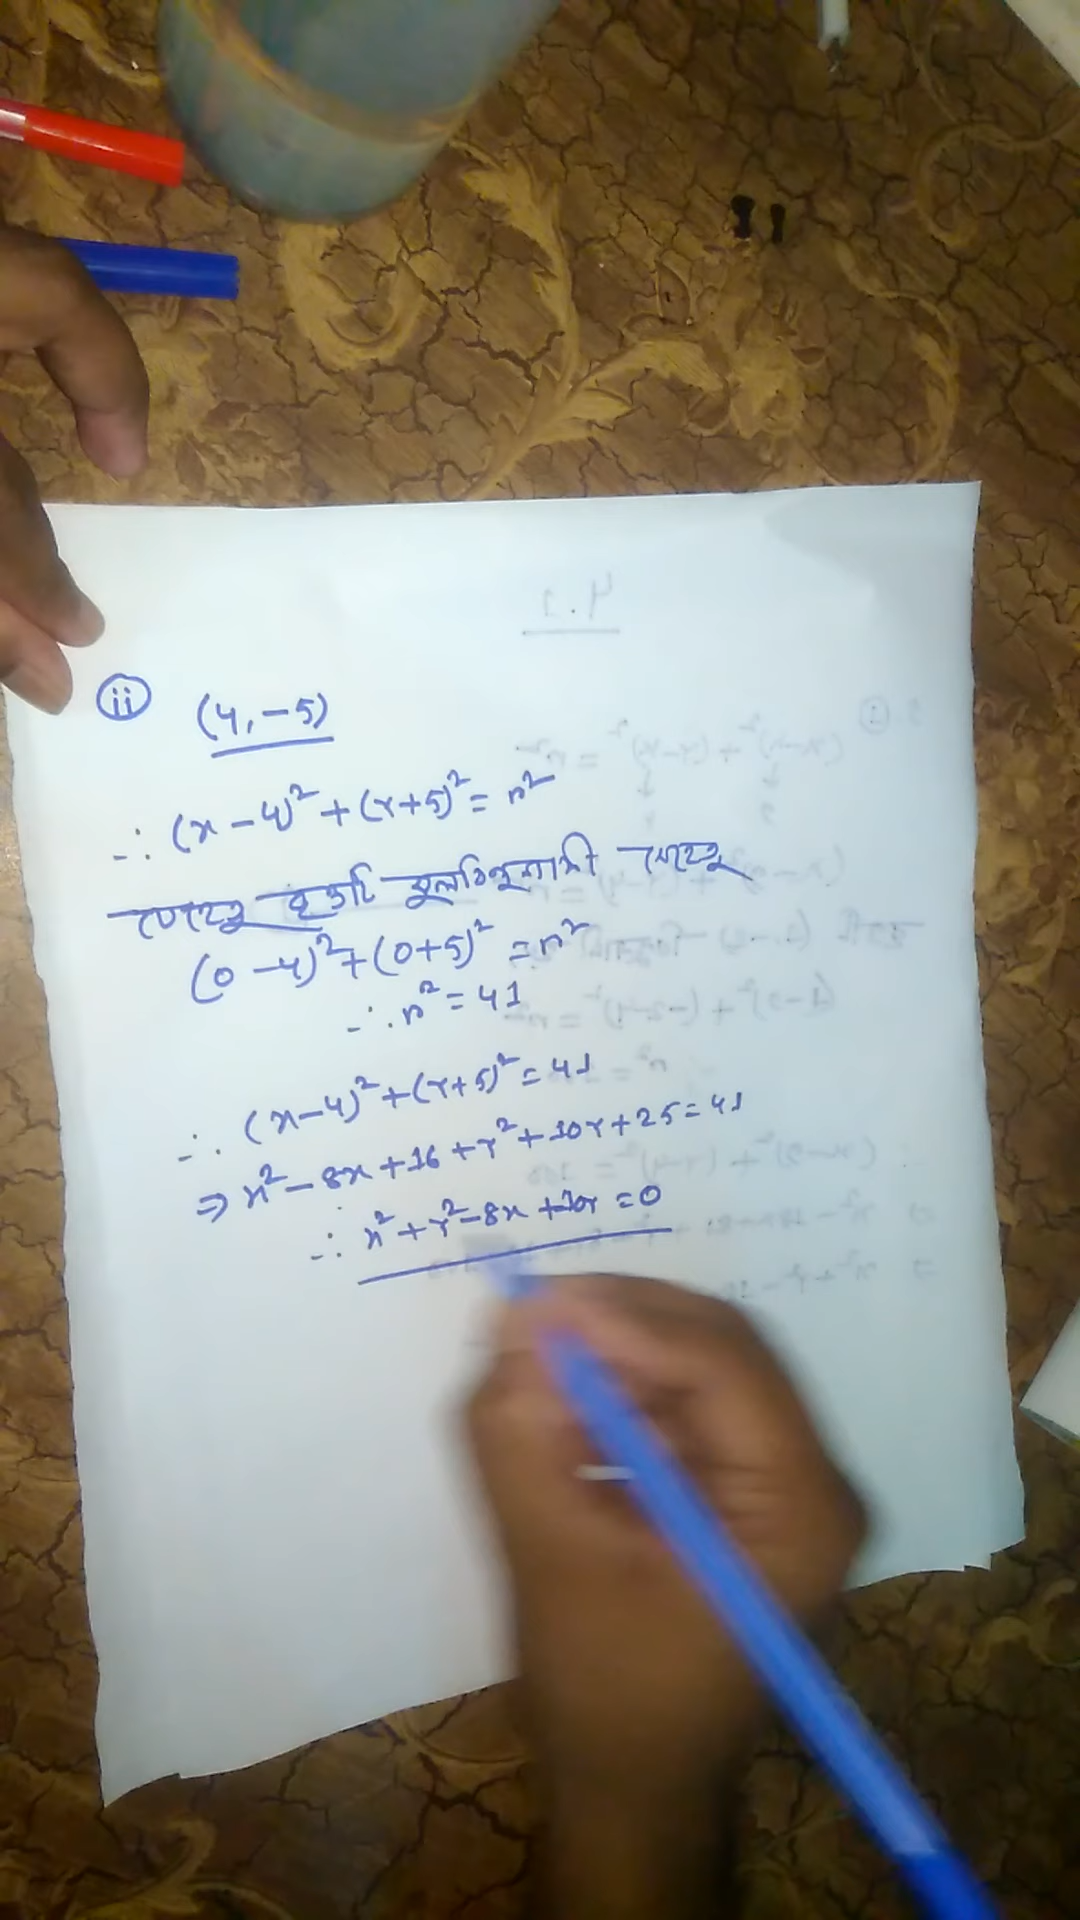 ii (4,-5)
∴ (x-4)² + (y+5)² = r²
যেহেতু বৃত্তটি মূলবিন্দুগামী সেহেতু
(0-4)² + (0+5)² = r²
∴ r² = 41
∴ (x-4)² + (y+5)² = 41
⇒ x² - 8x + 16 + y² + 10y + 25 = 41
∴ x² + y² - 8x + 10y = 0